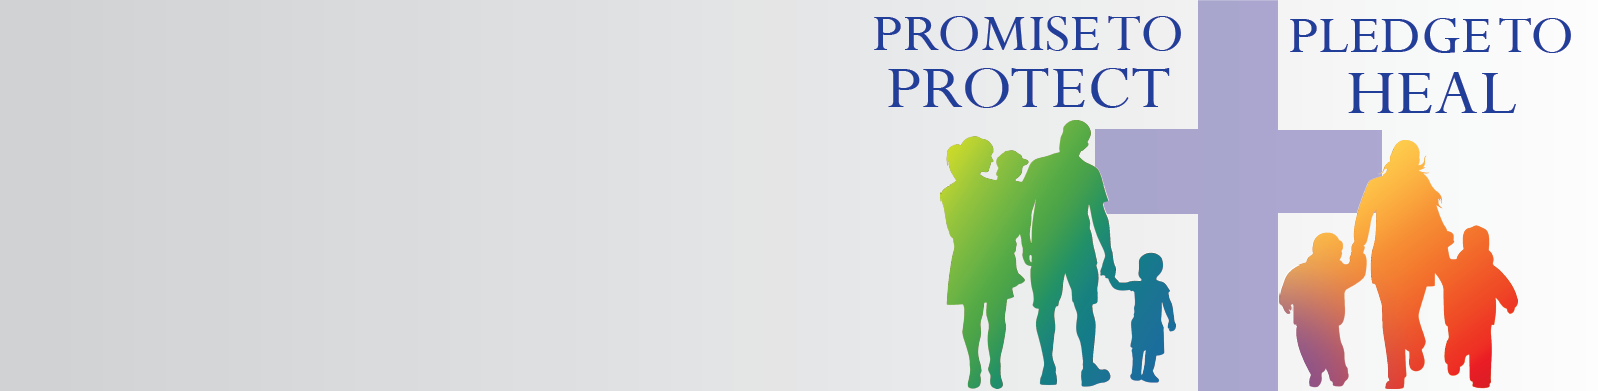 PROMISE TO
PROTECT
PLEDGE TO
HEAL